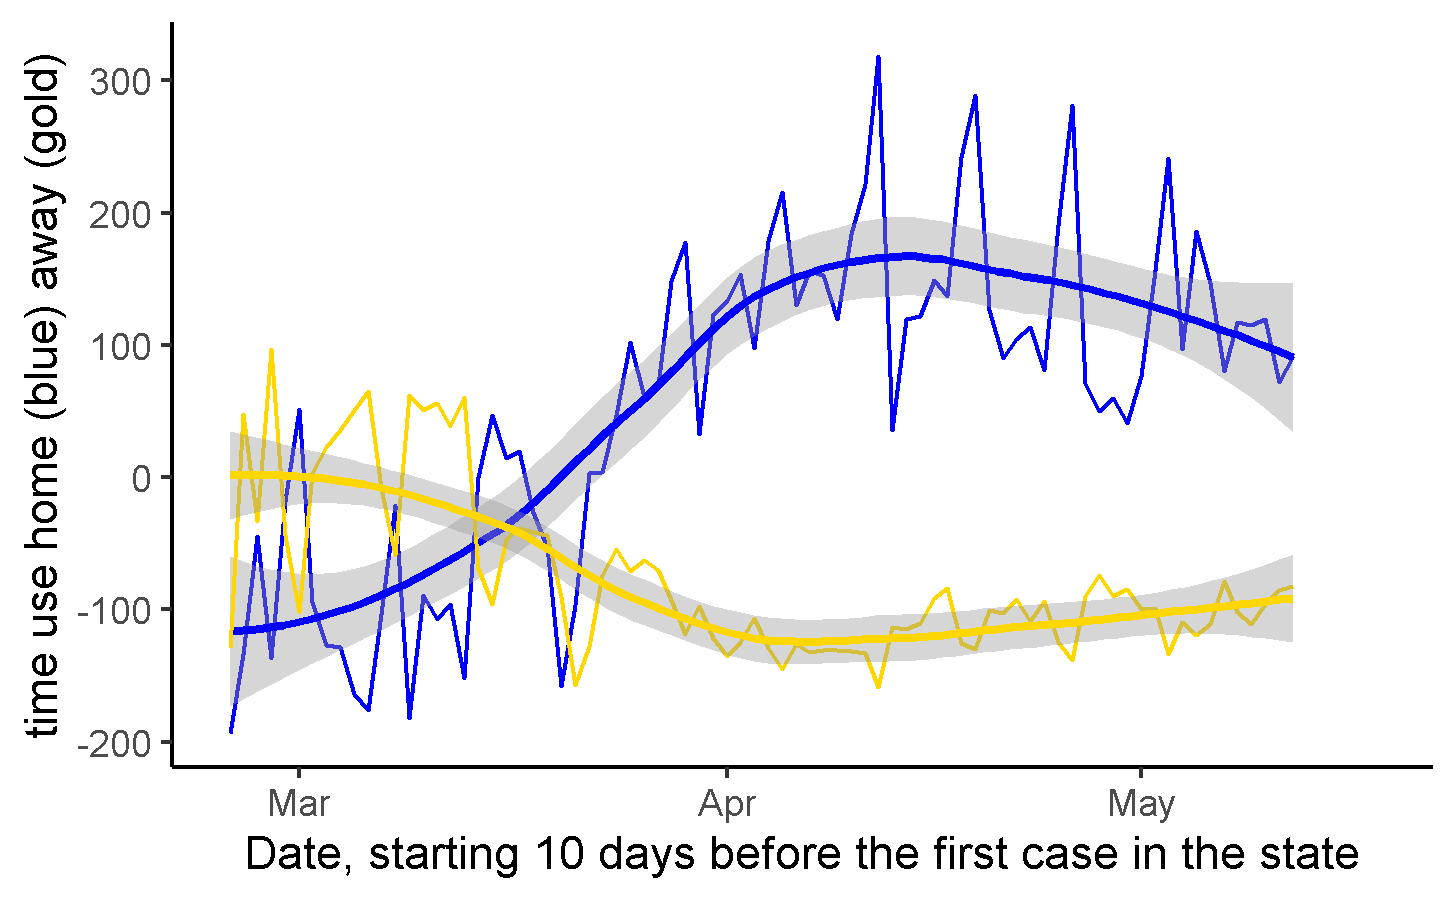 time use home (blue) away (gold)
300
200
100
0
-100
-200
Mar Apr May
Date, starting 10 days before the first case in the state